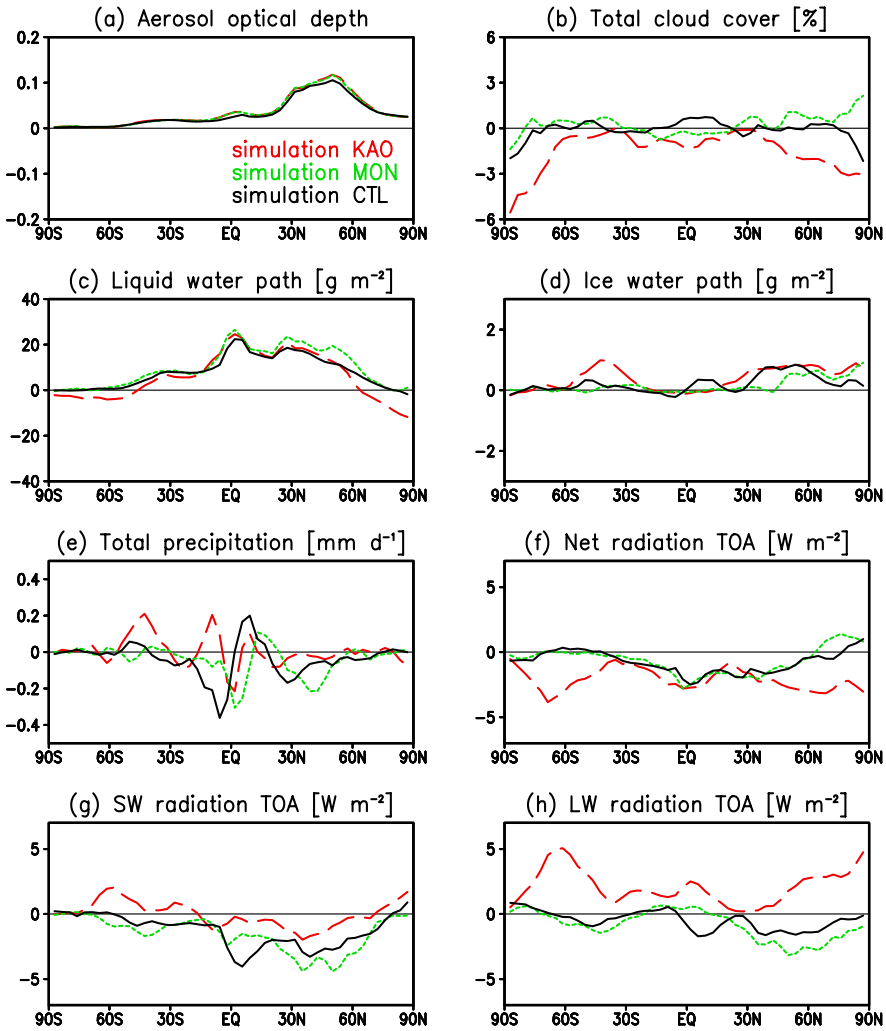 (a) Aerosol optical depth
0.2
0.1
0
−0.1
−0.2
simulation KAO
simulation MON
simulation CTL
90S 60S 30S EQ 30N 60N 90N
(b) Total cloud cover [%]
6
3
0
−3
−6
90S 60S 30S EQ 30N 60N 90N
(c) Liquid water path [g m⁻²]
40
20
0
−20
−40
90S 60S 30S EQ 30N 60N 90N
(d) Ice water path [g m⁻²]
2
0
−2
90S 60S 30S EQ 30N 60N 90N
(e) Total precipitation [mm d⁻¹]
0.4
0.2
0
−0.2
−0.4
90S 60S 30S EQ 30N 60N 90N
(f) Net radiation TOA [W m⁻²]
5
0
−5
90S 60S 30S EQ 30N 60N 90N
(g) SW radiation TOA [W m⁻²]
5
0
−5
90S 60S 30S EQ 30N 60N 90N
(h) LW radiation TOA [W m⁻²]
5
0
−5
90S 60S 30S EQ 30N 60N 90N